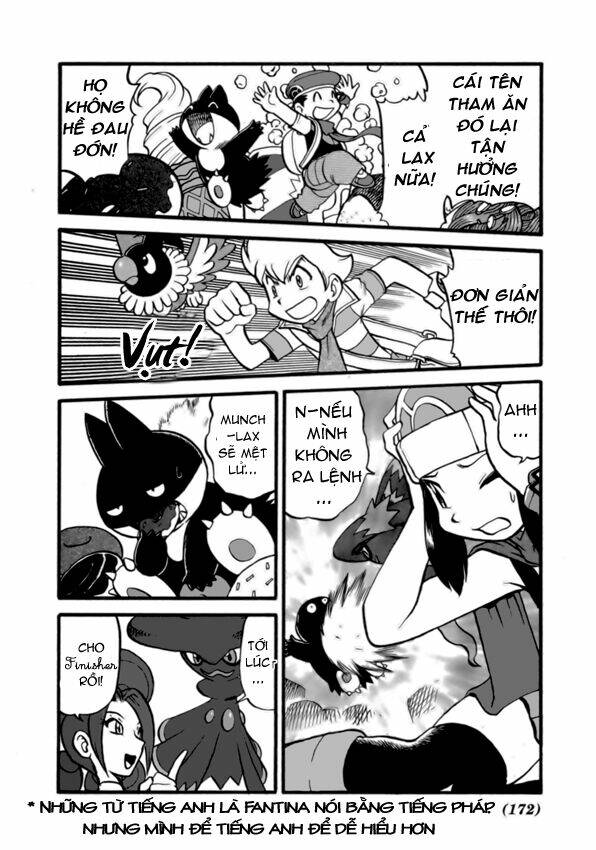 CÁI TÊN
THAM ĂN
ĐÓ LẠI
TẬN
HƯỞNG
CHÚNG!
CẢ
LAX
NỮA!
HỌ
KHÔNG
HỀ ĐAU
ĐỚN!
ĐƠN GIẢN
THẾ THÔI!
Vụt!
AHH
...
N-NẾU
MÌNH
KHÔNG
RA LỆNH
...
MUNCH
-LAX
SẼ MỆT
LỬ...
TỚI
LÚC
...
CHO
Finisher
RỒI!
* NHỮNG TỪ TIẾNG ANH LÀ FANTINA NÓI BẰNG TIẾNG PHÁP.
NHƯNG MÌNH ĐỂ TIẾNG ANH ĐỂ DỄ HIỂU HƠN
(172)